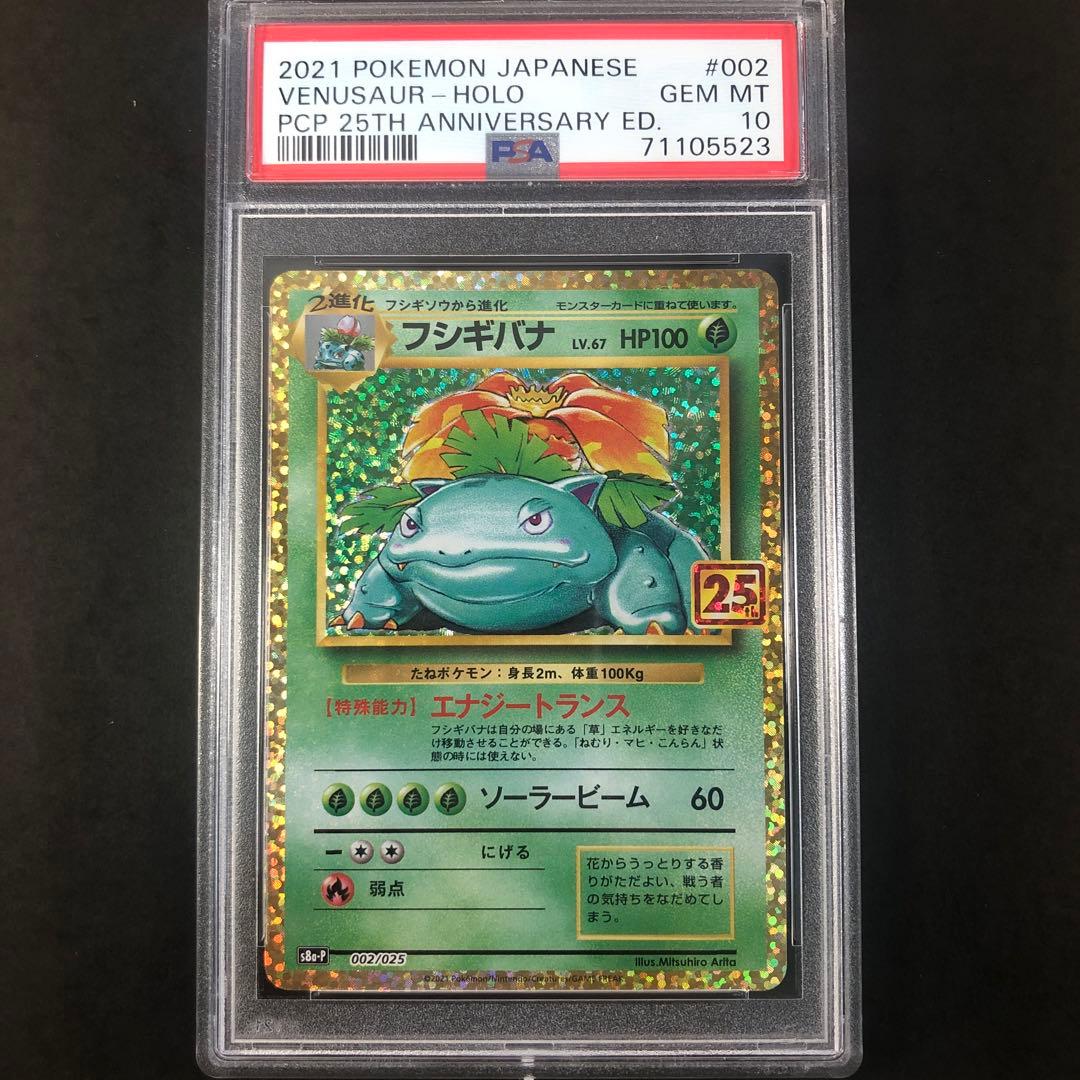 2021 POKEMON JAPANESE #002
VENUSAUR-HOLO GEM MT
PCP 25TH ANNIVERSARY ED. 10
PSA 71105523
2進化 フシギソウから進化 モンスターカードに重ねて使います。
フシギバナ LV.67 HP100
25th
たねポケモン：身長2m、体重100Kg
【特殊能力】 エナジートランス
フシギバナは自分の場にある「草」エネルギーを好きなだ
け移動させることができる。「ねむり・マヒ・こんらん」状
態の時には使えない。
ソーラービーム 60
ー にげる
弱点
花からうっとりする香
りがただよい、戦う者
の気持ちをなだめてし
まう。
s8a-P 002/025
Illus.Mitsuhiro Arita
©2021 Pokémon/Nintendo/Creatures/GAME FREAK.